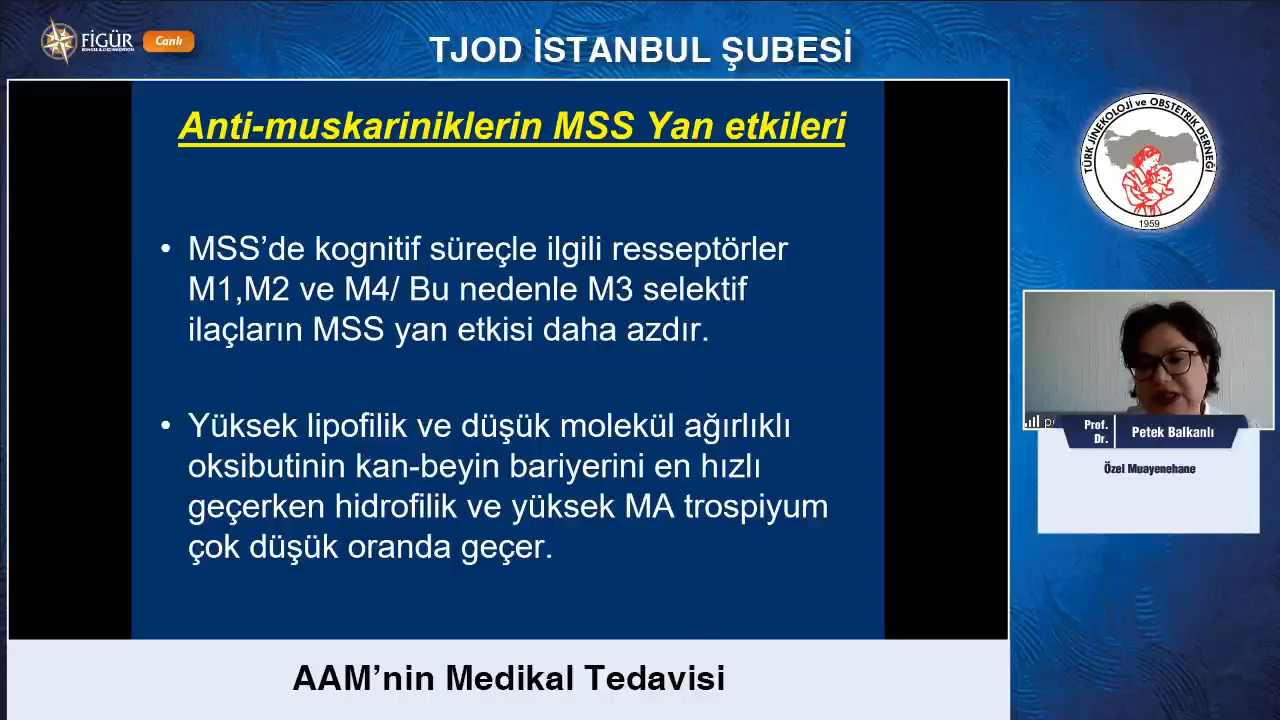 FİGÜR
Canlı
TJOD İSTANBUL ŞUBESİ
Anti-muskariniklerin MSS Yan etkileri
• MSS’de kognitif süreçle ilgili resseptörler
M1,M2 ve M4/ Bu nedenle M3 selektif
ilaçların MSS yan etkisi daha azdır.
• Yüksek lipofilik ve düşük molekül ağırlıklı
oksibutinin kan-beyin bariyerini en hızlı
geçerken hidrofilik ve yüksek MA trospiyum
çok düşük oranda geçer.
AAM’nin Medikal Tedavisi
TÜRK JİNEKOLOJİ ve OBSTETRİK DERNEĞİ
1959
Prof.
Dr.
Petek Balkanlı
Özel Muayenehane